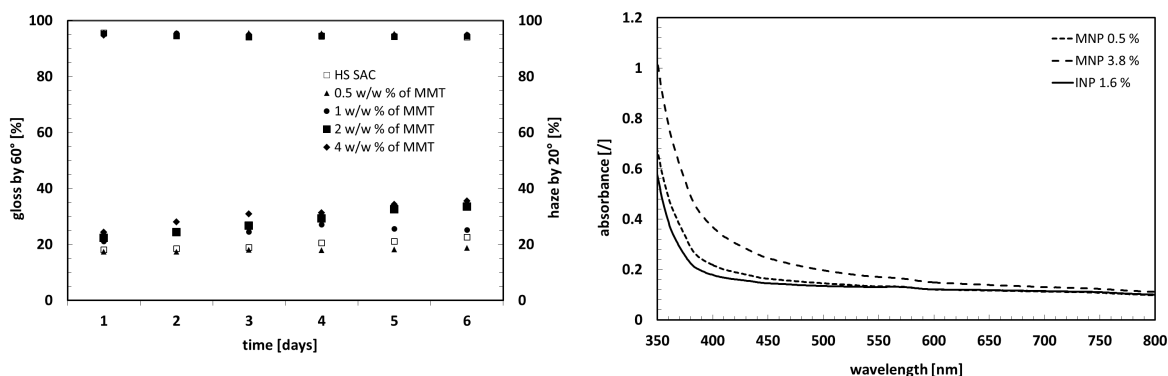 100
80
60
40
20
0
gloss by 60° [%]
HS SAC
0.5 w/w % of MMT
1 w/w % of MMT
2 w/w % of MMT
4 w/w % of MMT
100
80
60
40
20
0
haze by 20° [%]
1 2 3 4 5 6
time [days]
1.2
1
0.8
0.6
0.4
0.2
0
absorbance [/]
MNP 0.5 %
MNP 3.8 %
INP 1.6 %
350 400 450 500 550 600 650 700 750 800
wavelength [nm]